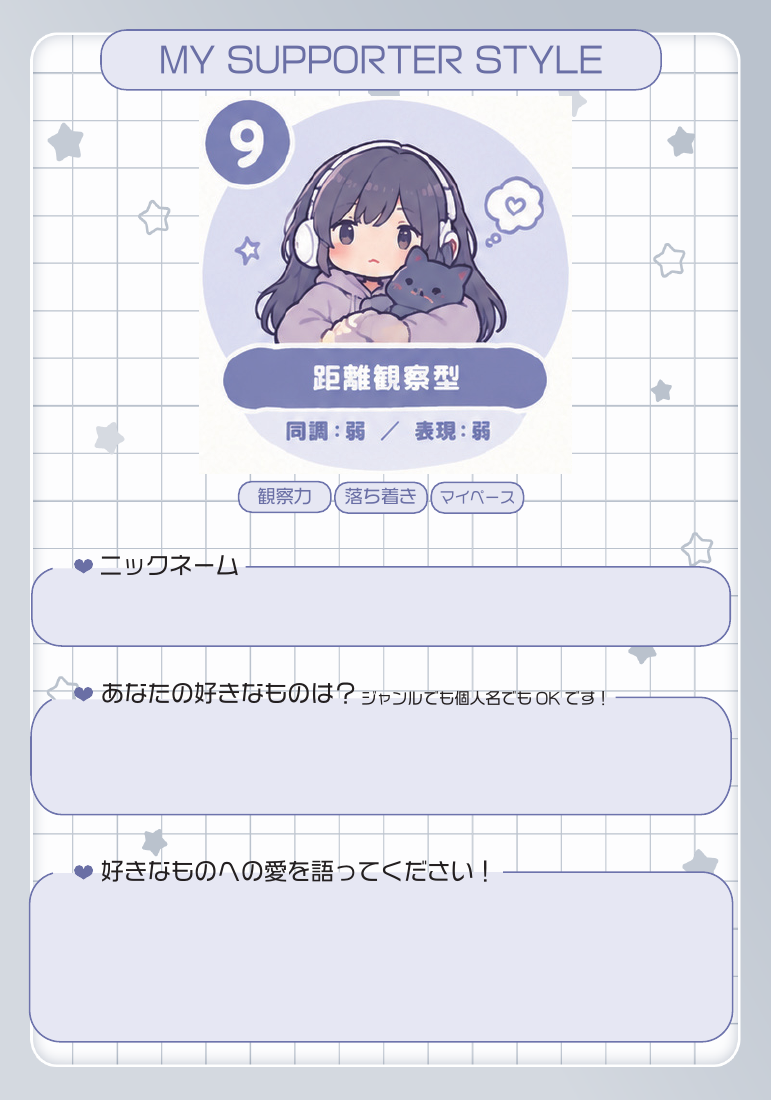 MY SUPPORTER STYLE
9
距離観察型
同調：弱 ／ 表現：弱
観察力 落ち着き マイペース
ニックネーム
あなたの好きなものは？ ジャンルでも個人名でも OK です！
好きなものへの愛を語ってください！